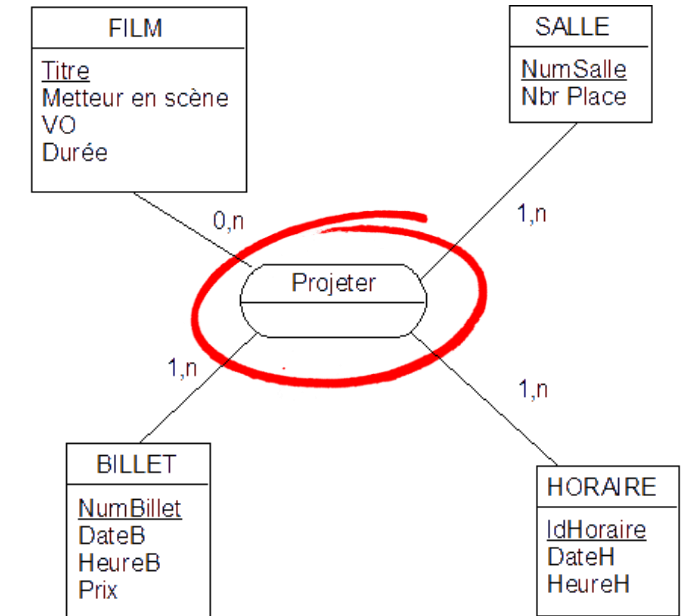 FILM
Titre
Metteur en scène
VO
Durée
SALLE
NumSalle
Nbr Place
0,n
1,n
Projeter
1,n
1,n
BILLET
NumBillet
DateB
HeureB
Prix
HORAIRE
IdHoraire
DateH
HeureH